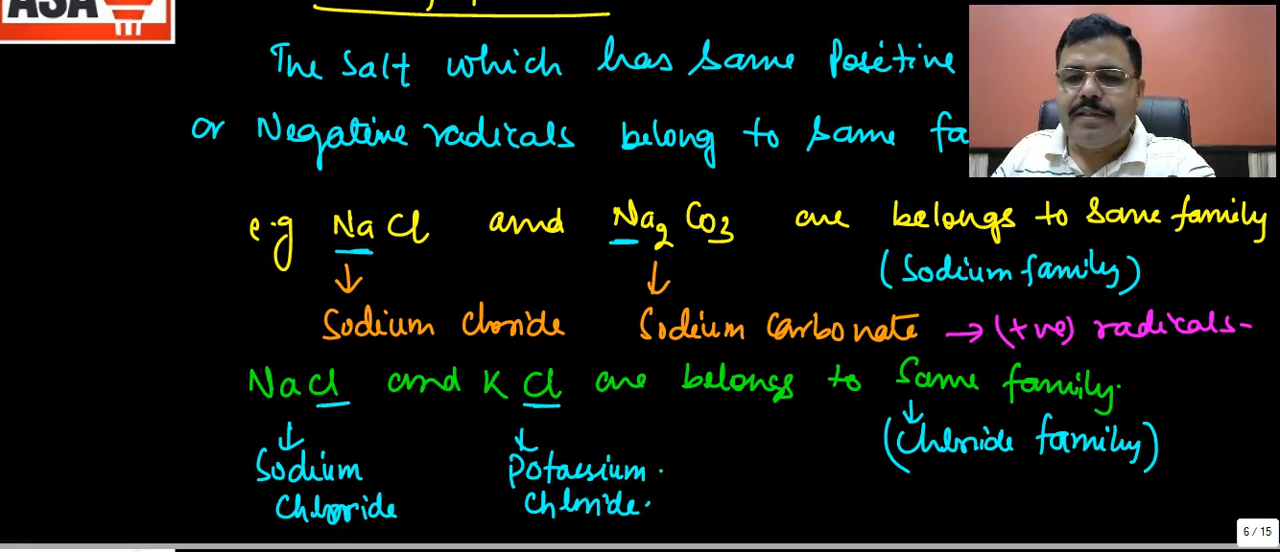 ASA
The Salt which has Same Positive
or Negative radicals belong to Same fa
e.g NaCl and Na2CO3 are belongs to Same family
(Sodium family)
Sodium Cloride Sodium Carbonate → (+ve) radicals-
NaCl and KCl are belongs to Same family.
(Chloride family)
Sodium Potassium.
Chloride Chloride.
6 / 15